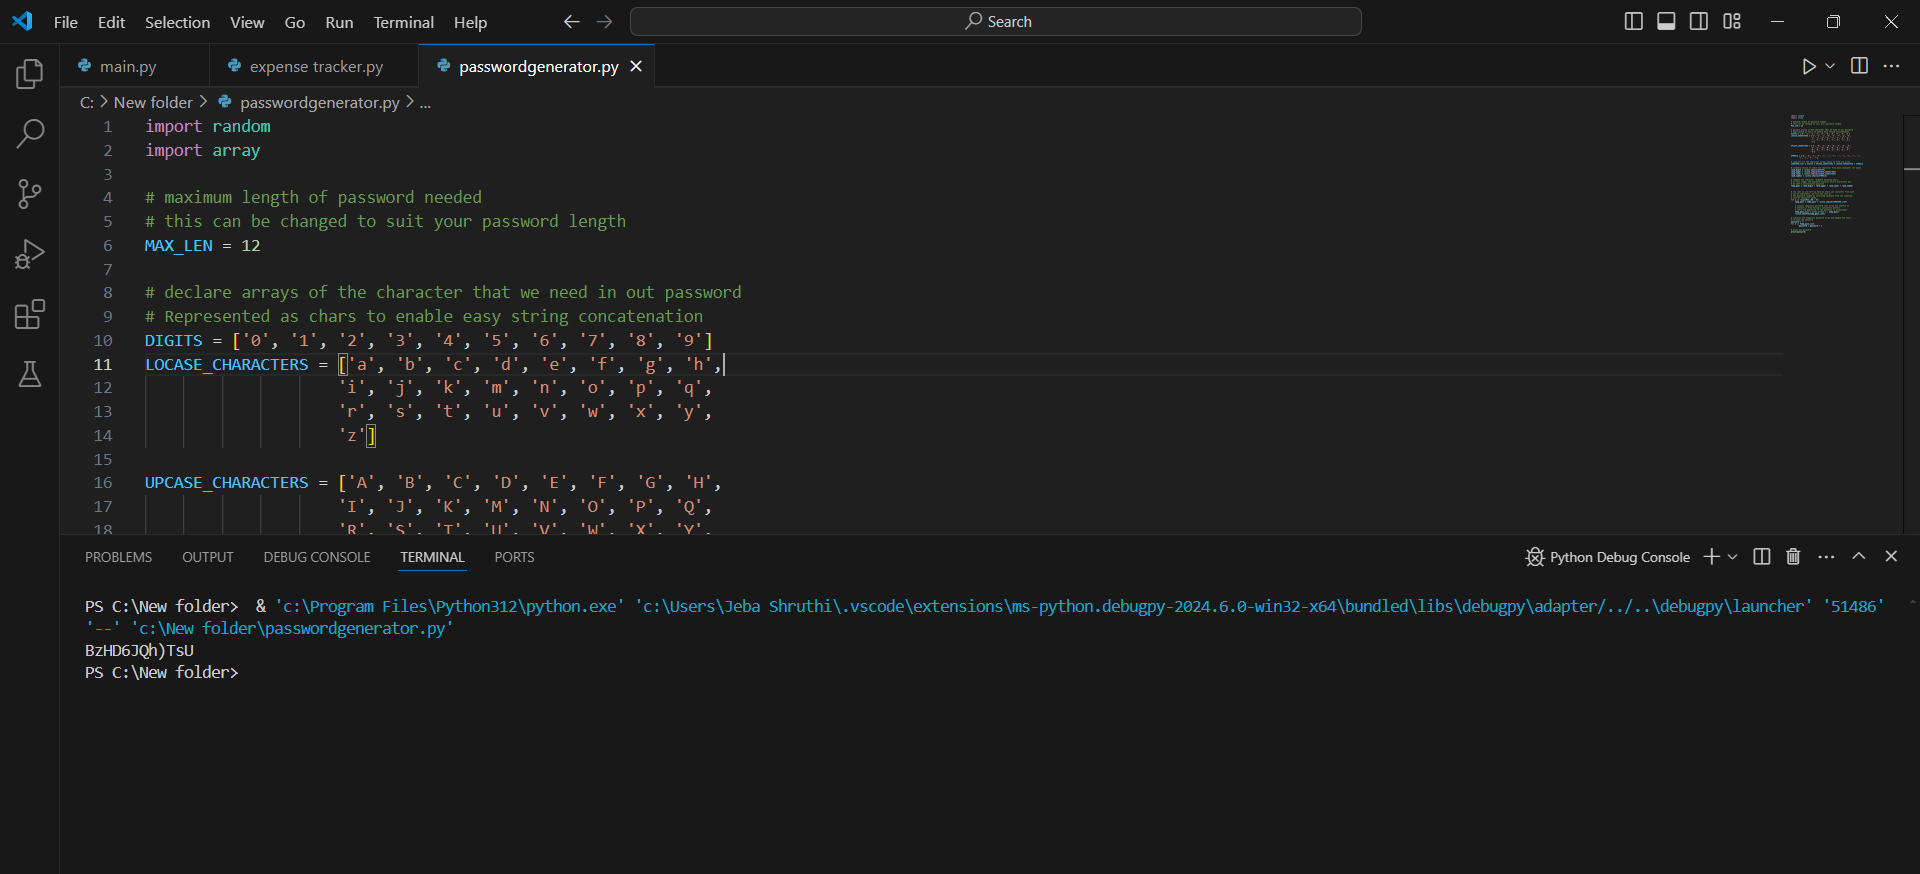 File Edit Selection View Go Run Terminal Help
Search
main.py
expense tracker.py
passwordgenerator.py
C: > New folder > passwordgenerator.py > ...
1 import random
2 import array
3
4 # maximum length of password needed
5 # this can be changed to suit your password length
6 MAX_LEN = 12
7
8 # declare arrays of the character that we need in out password
9 # Represented as chars to enable easy string concatenation
10 DIGITS = ['0', '1', '2', '3', '4', '5', '6', '7', '8', '9']
11 LOCASE_CHARACTERS = ['a', 'b', 'c', 'd', 'e', 'f', 'g', 'h',
12 'i', 'j', 'k', 'm', 'n', 'o', 'p', 'q',
13 'r', 's', 't', 'u', 'v', 'w', 'x', 'y',
14 'z']
15
16 UPCASE_CHARACTERS = ['A', 'B', 'C', 'D', 'E', 'F', 'G', 'H',
17 'I', 'J', 'K', 'M', 'N', 'O', 'P', 'Q',
18 'R', 'S', 'T', 'U', 'V', 'W', 'X', 'Y',
PROBLEMS OUTPUT DEBUG CONSOLE TERMINAL PORTS
Python Debug Console
PS C:\New folder>  & 'c:\Program Files\Python312\python.exe' 'c:\Users\Jeba Shruthi\.vscode\extensions\ms-python.debugpy-2024.6.0-win32-x64\bundled\libs\debugpy\adapter/../..\debugpy\launcher' '51486'
'--' 'c:\New folder\passwordgenerator.py'
BzHD6JQh)TsU
PS C:\New folder>